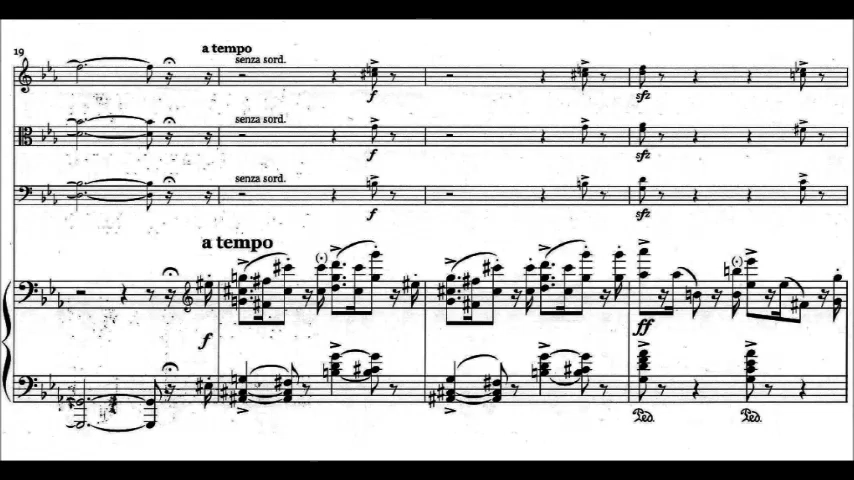 19
a tempo
senza sord.
f
sfz
senza sord.
f
sfz
senza sord.
f
sfz
a tempo
f
ff
Ped.
Ped.